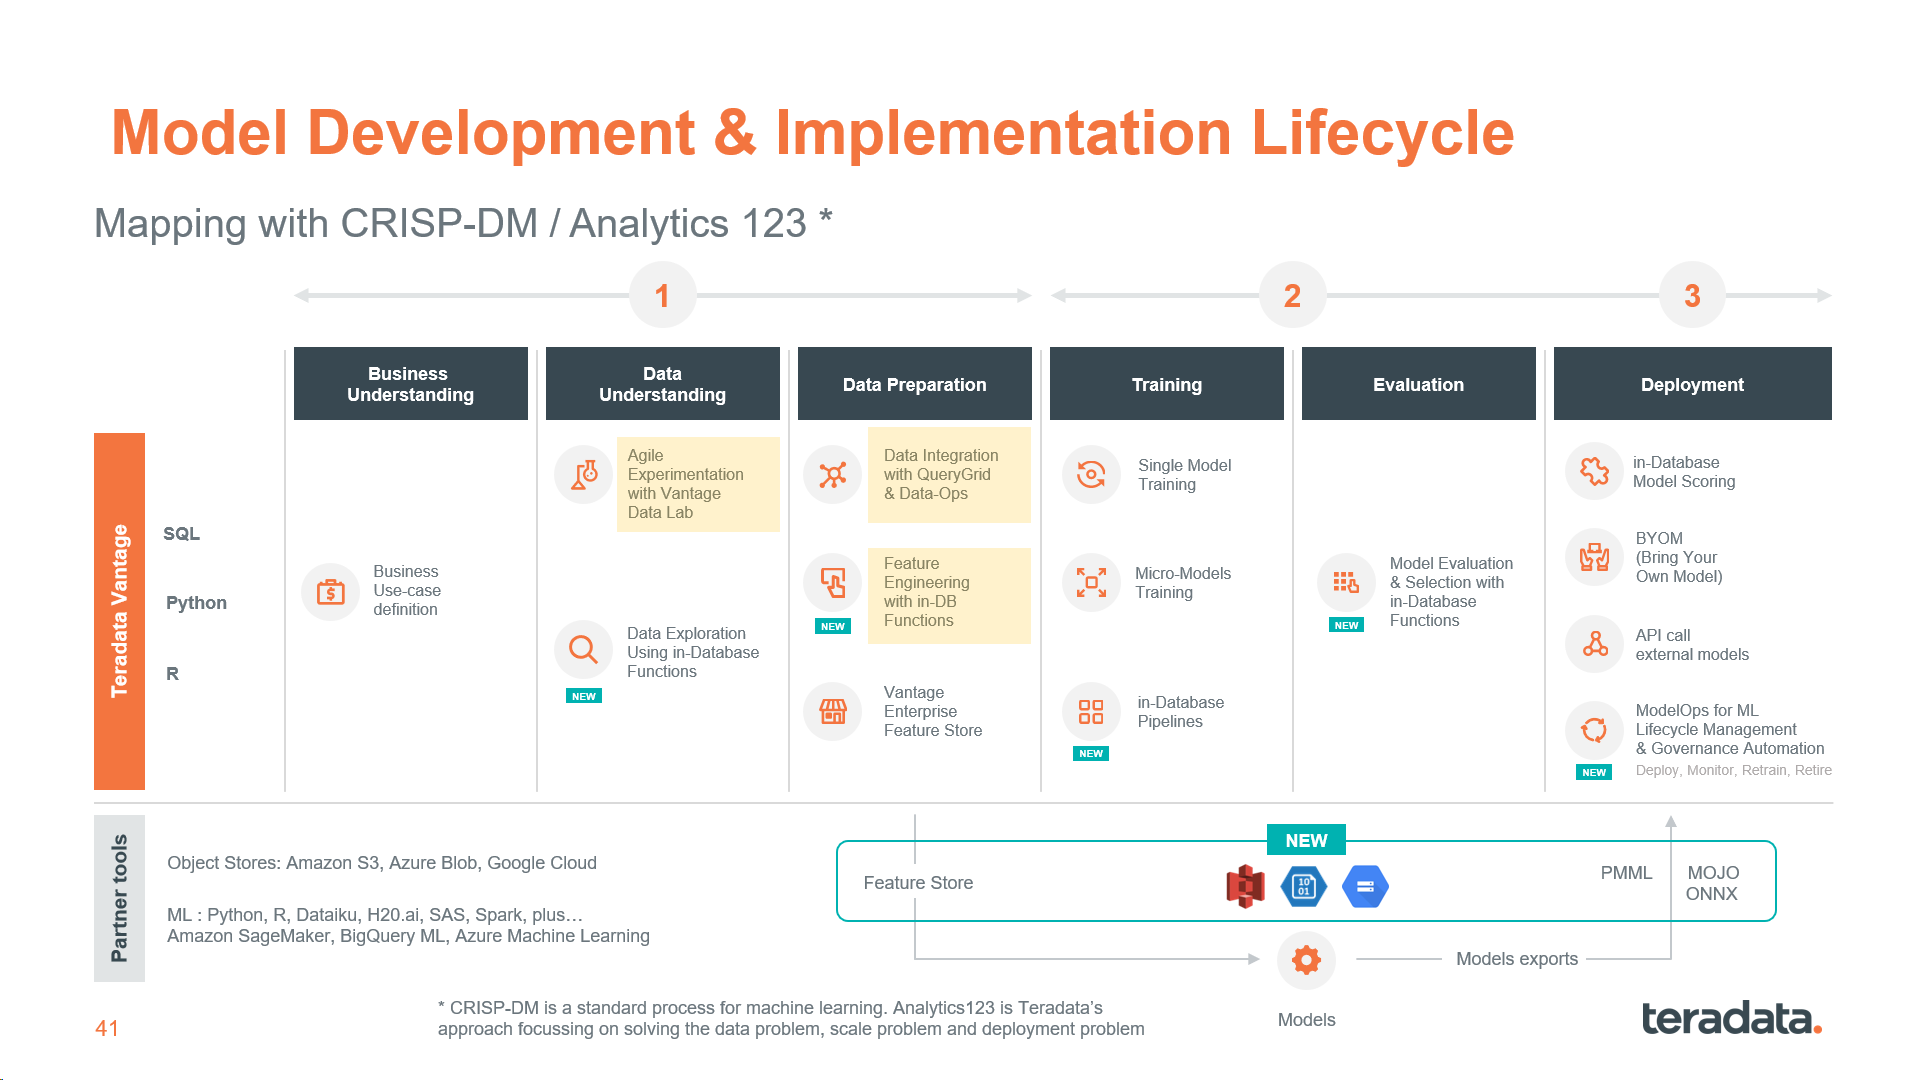 Model Development & Implementation Lifecycle
Mapping with CRISP-DM / Analytics 123 *
1
2
3
Business
Understanding
Data
Understanding
Data Preparation
Training
Evaluation
Deployment
Teradata Vantage
SQL
Python
R
Business
Use-case
definition
Agile
Experimentation
with Vantage
Data Lab
Data Exploration
Using in-Database
Functions
NEW
Data Integration
with QueryGrid
& Data-Ops
Feature
Engineering
with in-DB
Functions
NEW
Vantage
Enterprise
Feature Store
Single Model
Training
Micro-Models
Training
in-Database
Pipelines
NEW
Model Evaluation
& Selection with
in-Database
Functions
NEW
in-Database
Model Scoring
BYOM
(Bring Your
Own Model)
API call
external models
ModelOps for ML
Lifecycle Management
& Governance Automation
Deploy, Monitor, Retrain, Retire
NEW
Partner tools
Object Stores: Amazon S3, Azure Blob, Google Cloud
ML : Python, R, Dataiku, H20.ai, SAS, Spark, plus…
Amazon SageMaker, BigQuery ML, Azure Machine Learning
NEW
Feature Store
10
01
PMML
MOJO
ONNX
Models exports
Models
* CRISP-DM is a standard process for machine learning. Analytics123 is Teradata’s
approach focussing on solving the data problem, scale problem and deployment problem
41
teradata.